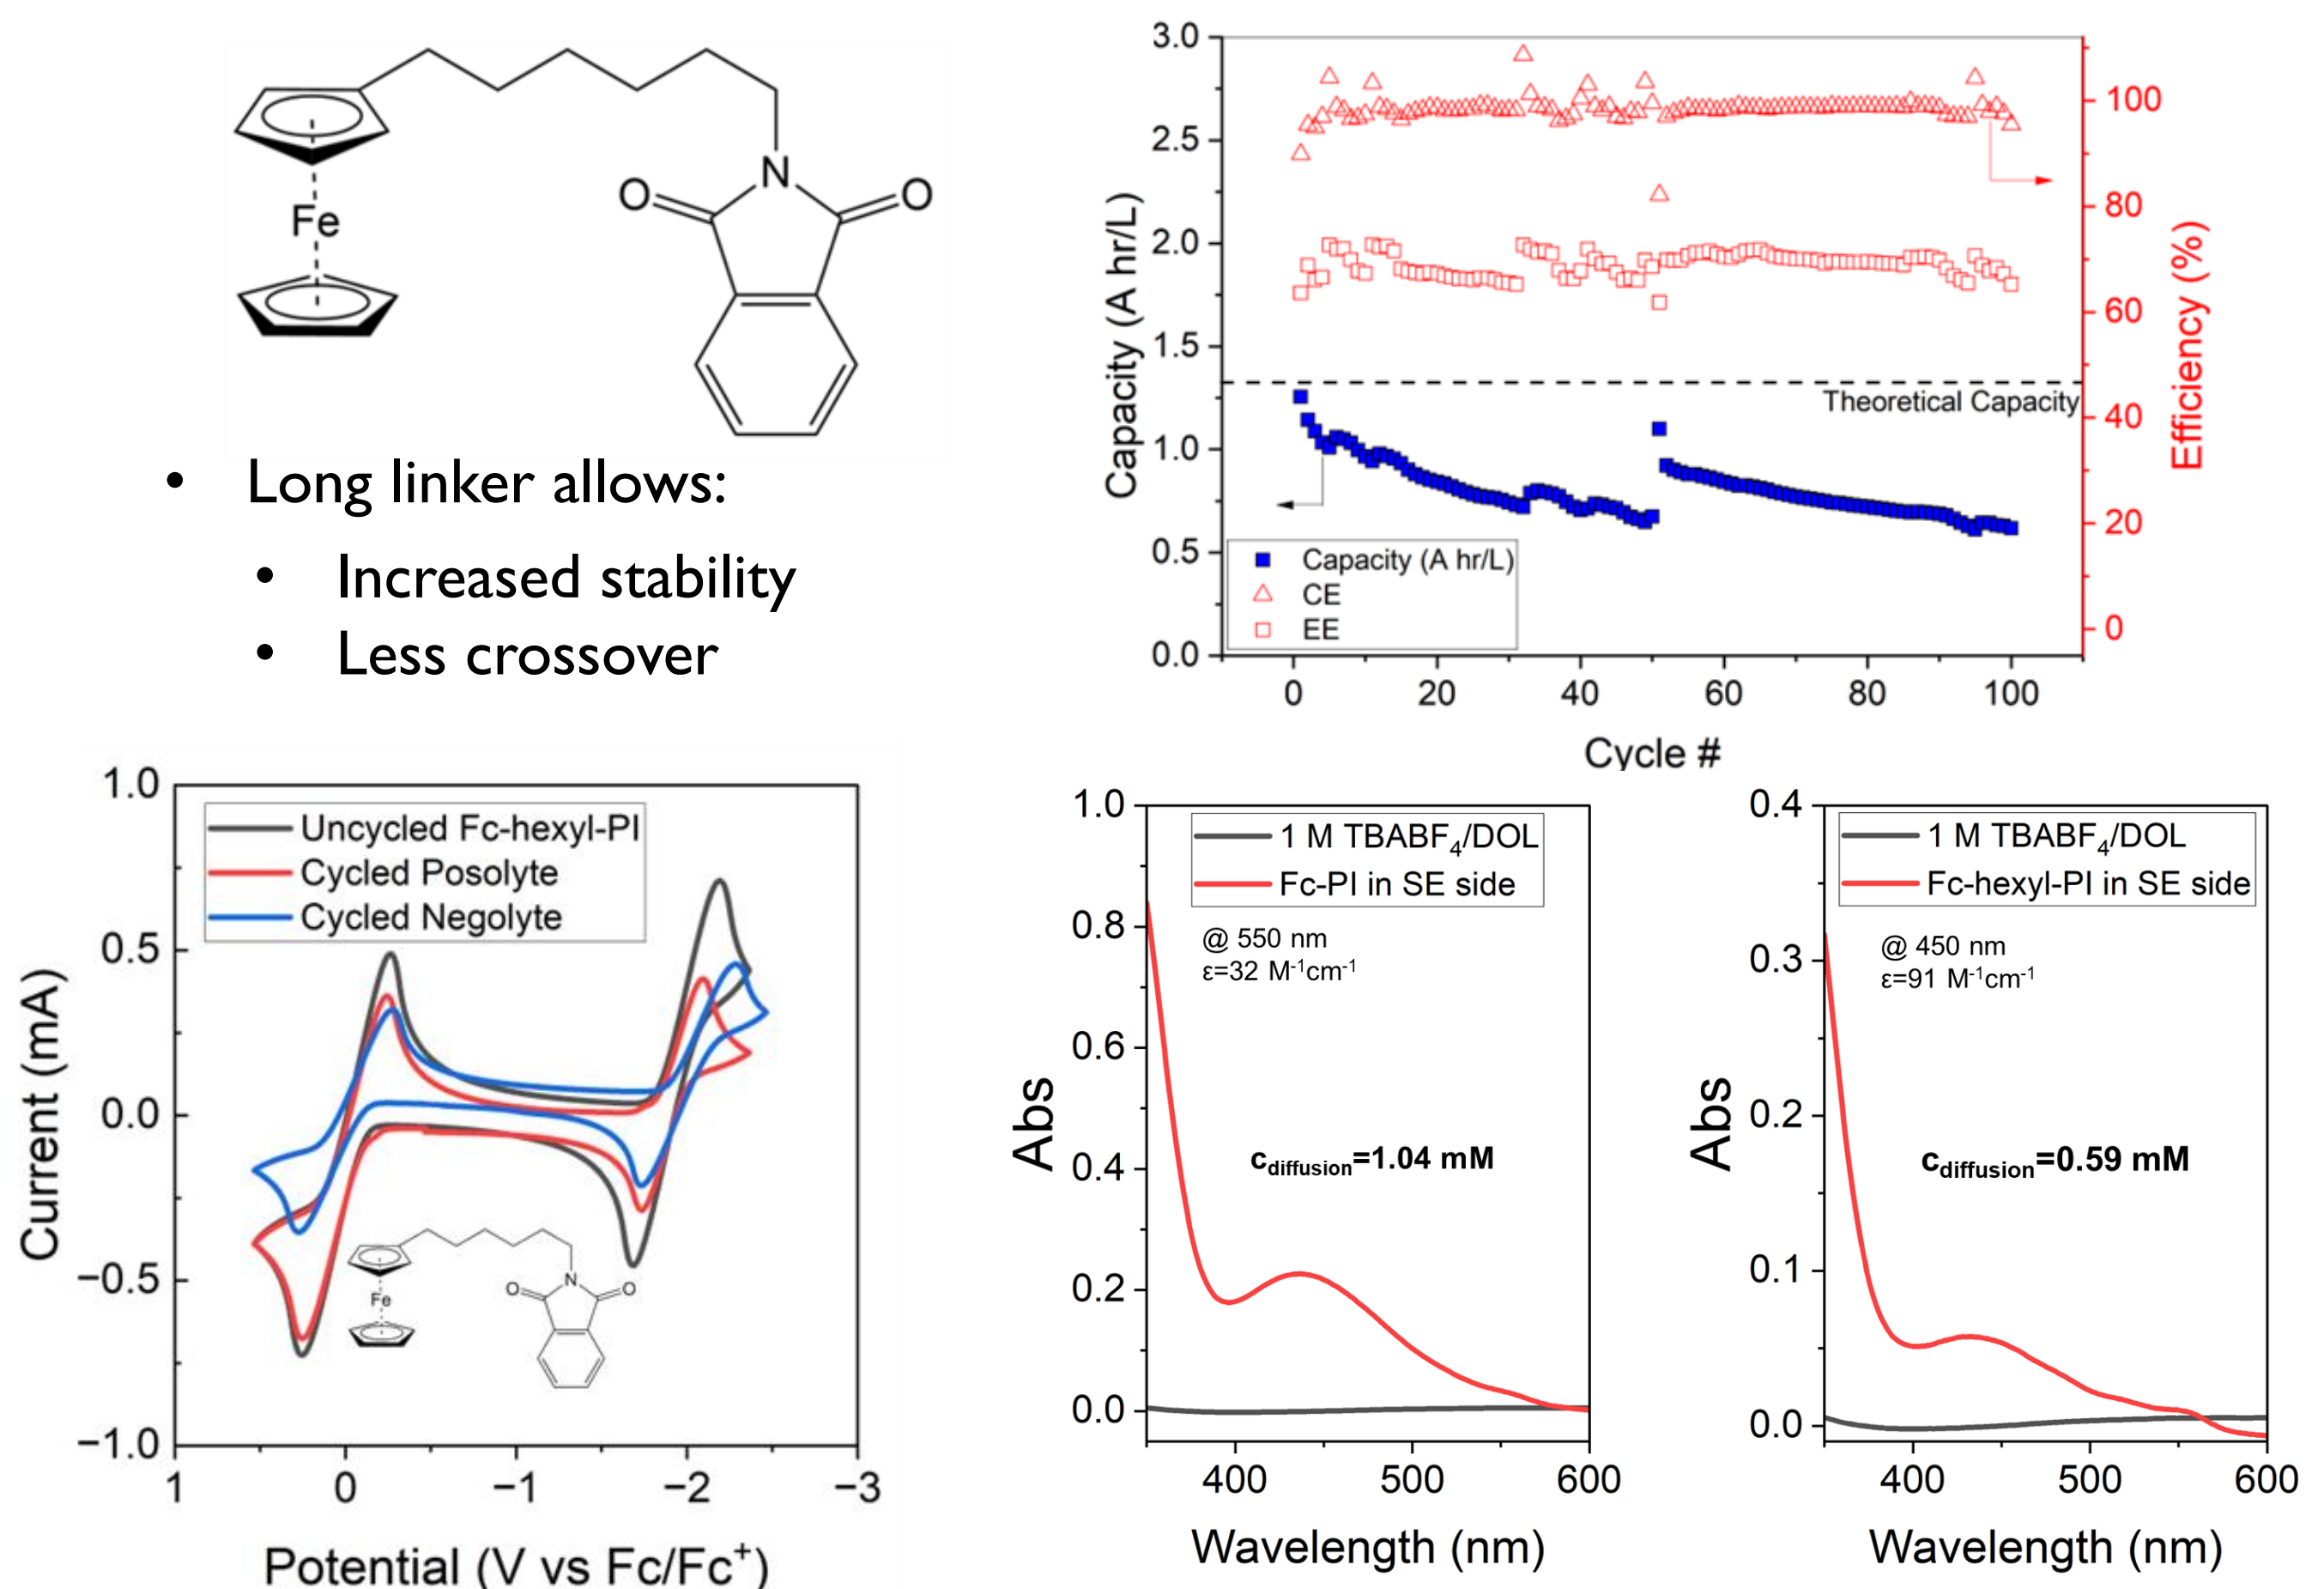 N
O
O
Fe
• Long linker allows:
• Increased stability
• Less crossover
3.0
2.5
2.0
1.5
1.0
0.5
0.0
Capacity (A hr/L)
100
80
60
40
20
0
Efficiency (%)
Theoretical Capacity
Capacity (A hr/L)
CE
EE
0 20 40 60 80 100
Cycle #
1.0
0.5
0.0
−0.5
−1.0
Current (mA)
Uncycled Fc-hexyl-PI
Cycled Posolyte
Cycled Negolyte
N
O
O
Fe
1 0 −1 −2 −3
Potential (V vs Fc/Fc⁺)
1.0
0.8
0.6
0.4
0.2
0.0
Abs
1 M TBABF₄/DOL
Fc-PI in SE side
@ 550 nm
ε=32 M⁻¹cm⁻¹
c_diffusion=1.04 mM
400 500 600
Wavelength (nm)
0.4
0.3
0.2
0.1
0.0
Abs
1 M TBABF₄/DOL
Fc-hexyl-PI in SE side
@ 450 nm
ε=91 M⁻¹cm⁻¹
c_diffusion=0.59 mM
400 500 600
Wavelength (nm)